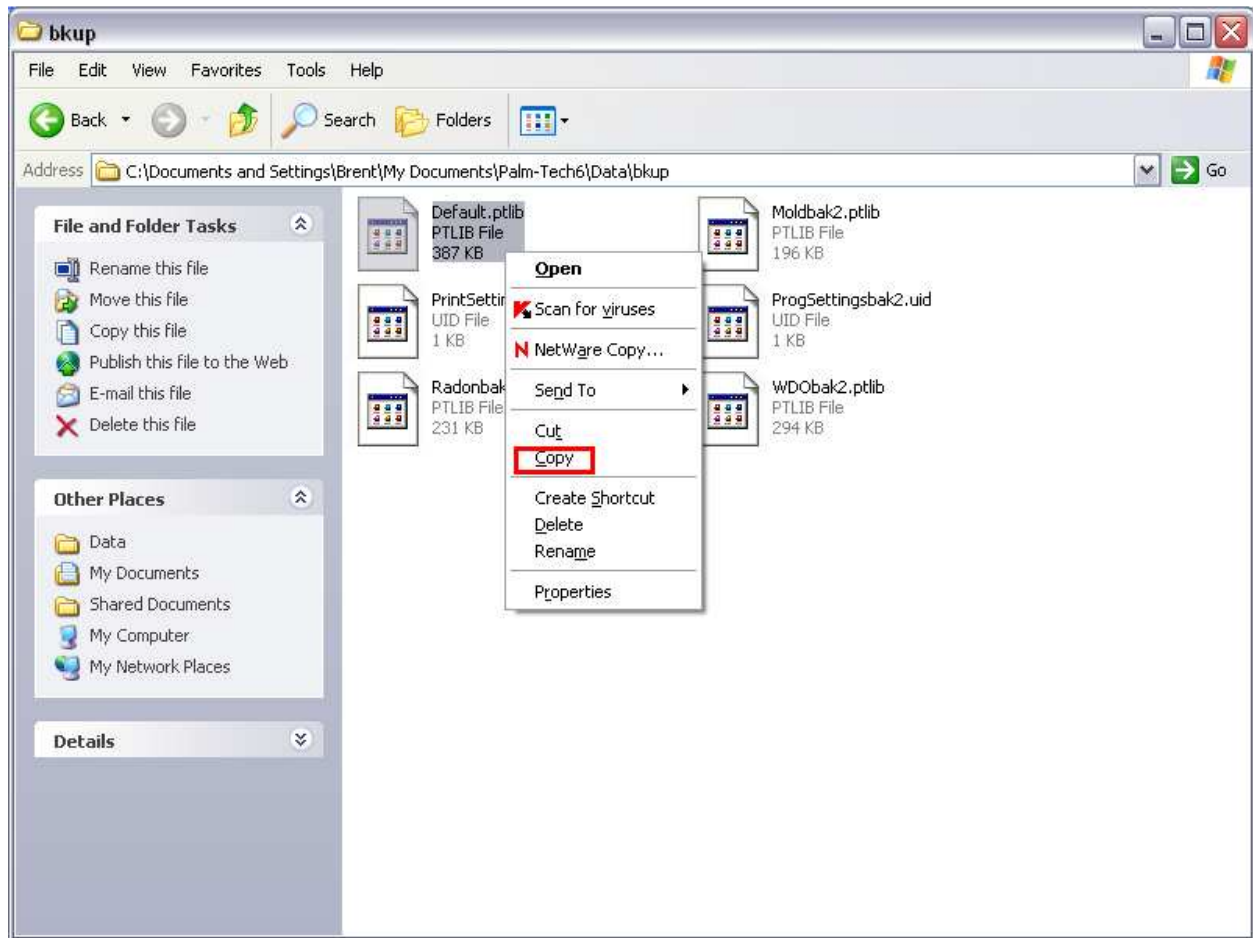 bkup
File Edit View Favorites Tools Help
Back Search Folders
Address C:\Documents and Settings\Brent\My Documents\Palm-Tech6\Data\bkup Go
File and Folder Tasks
Rename this file
Move this file
Copy this file
Publish this file to the Web
E-mail this file
Delete this file
Other Places
Data
My Documents
Shared Documents
My Computer
My Network Places
Details
Default.ptlib
PTLIB File
387 KB
Moldbak2.ptlib
PTLIB File
196 KB
PrintSettin
UID File
1 KB
ProgSettingsbak2.uid
UID File
1 KB
Radonbak
PTLIB File
231 KB
WDObak2.ptlib
PTLIB File
294 KB
Open
Scan for viruses
NetWare Copy...
Send To
Cut
Copy
Create Shortcut
Delete
Rename
Properties